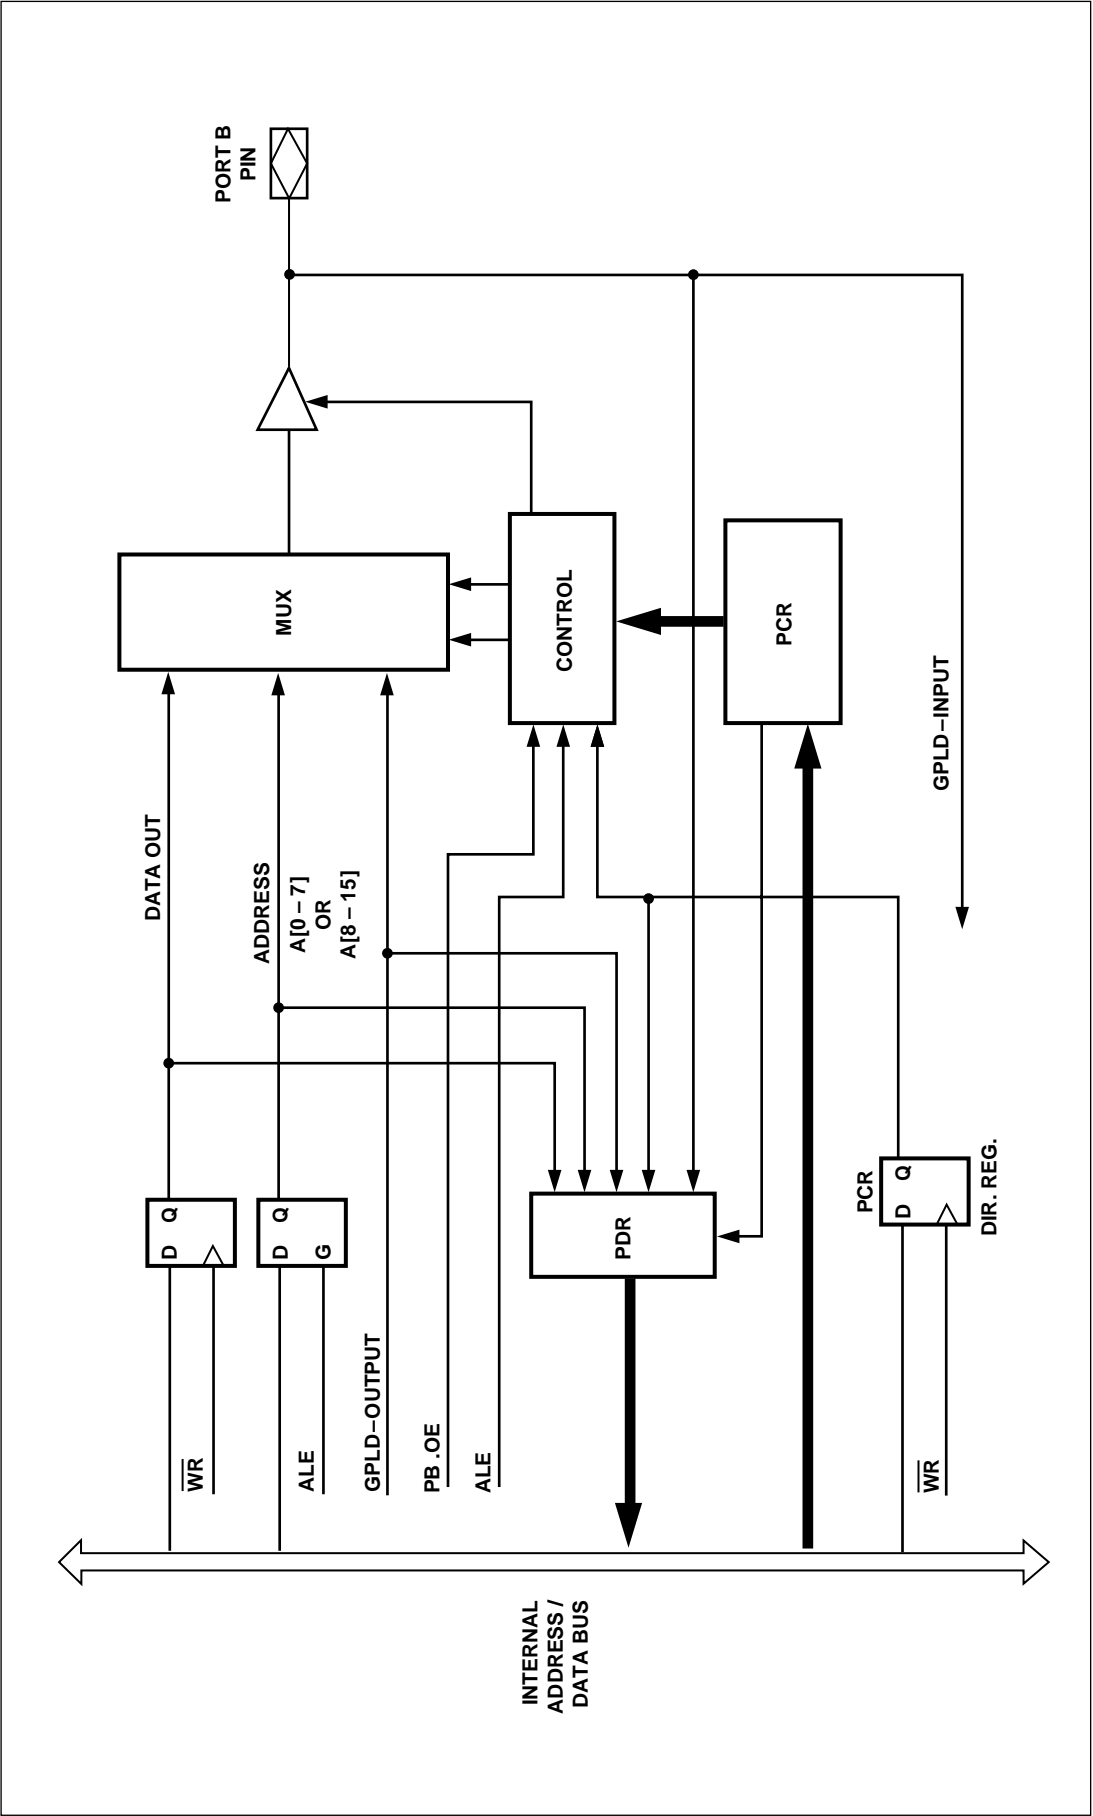 INTERNAL
ADDRESS /
DATA BUS
WR
ALE
GPLD–OUTPUT
PB .OE
ALE
WR
D Q
D Q
G
PDR
PCR
D Q
DIR. REG.
DATA OUT
ADDRESS
A[0 – 7]
OR
A[8 – 15]
MUX
CONTROL
PCR
GPLD–INPUT
PORT B
PIN